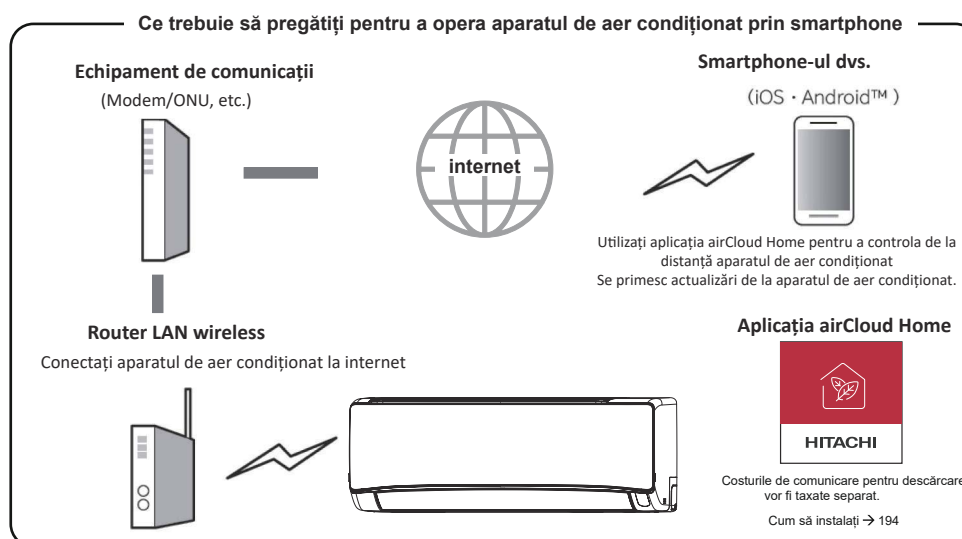 Ce trebuie să pregătiți pentru a opera aparatul de aer condiționat prin smartphone
Echipament de comunicații
(Modem/ONU, etc.)
internet
Smartphone-ul dvs.
(iOS · Android™ )
Utilizați aplicația airCloud Home pentru a controla de la
distanță aparatul de aer condiționat
Se primesc actualizări de la aparatul de aer condiționat.
Router LAN wireless
Conectați aparatul de aer condiționat la internet
Aplicația airCloud Home
HITACHI
Costurile de comunicare pentru descărcare
vor fi taxate separat.
Cum să instalați → 194